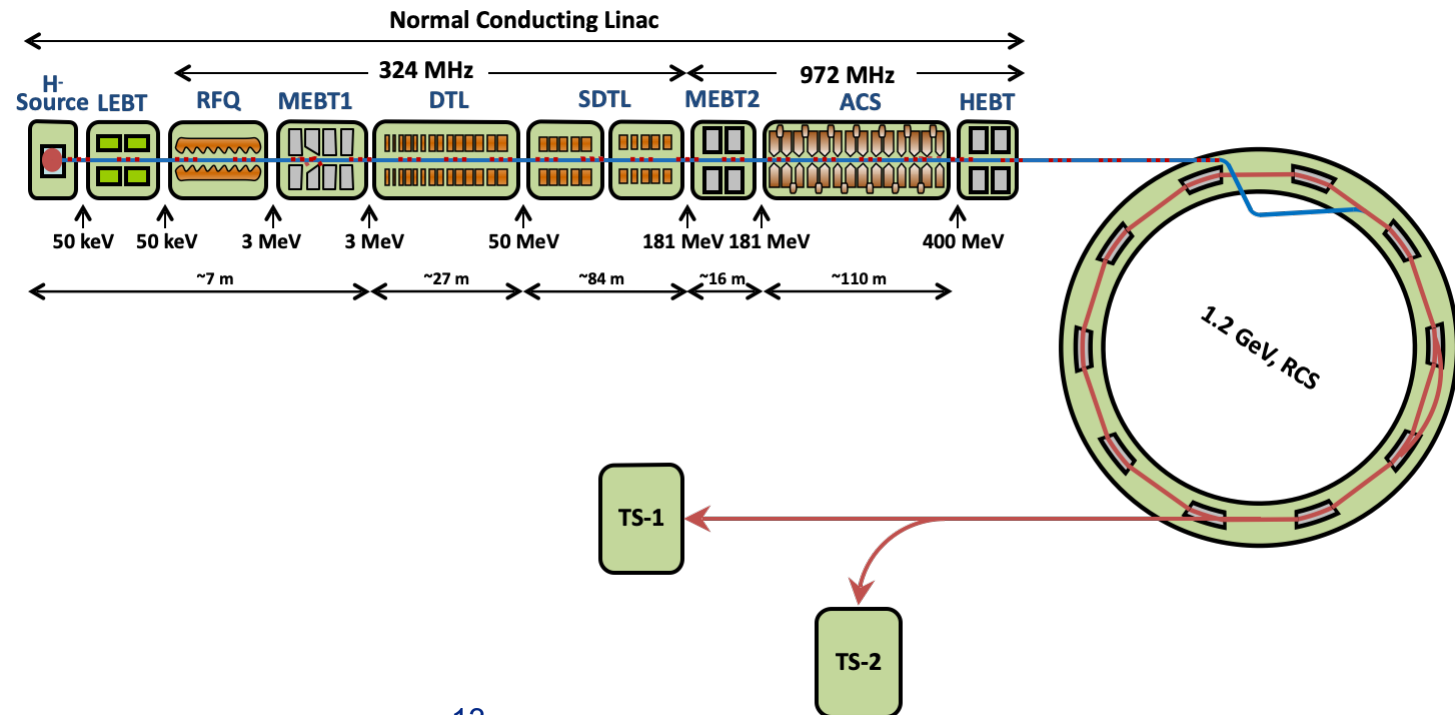 Normal Conducting Linac
324 MHz
972 MHz
H-
Source
LEBT
RFQ
MEBT1
DTL
SDTL
MEBT2
ACS
HEBT
50 keV
50 keV
3 MeV
3 MeV
50 MeV
181 MeV
181 MeV
400 MeV
~7 m
~27 m
~84 m
~16 m
~110 m
1.2 GeV, RCS
TS-1
TS-2